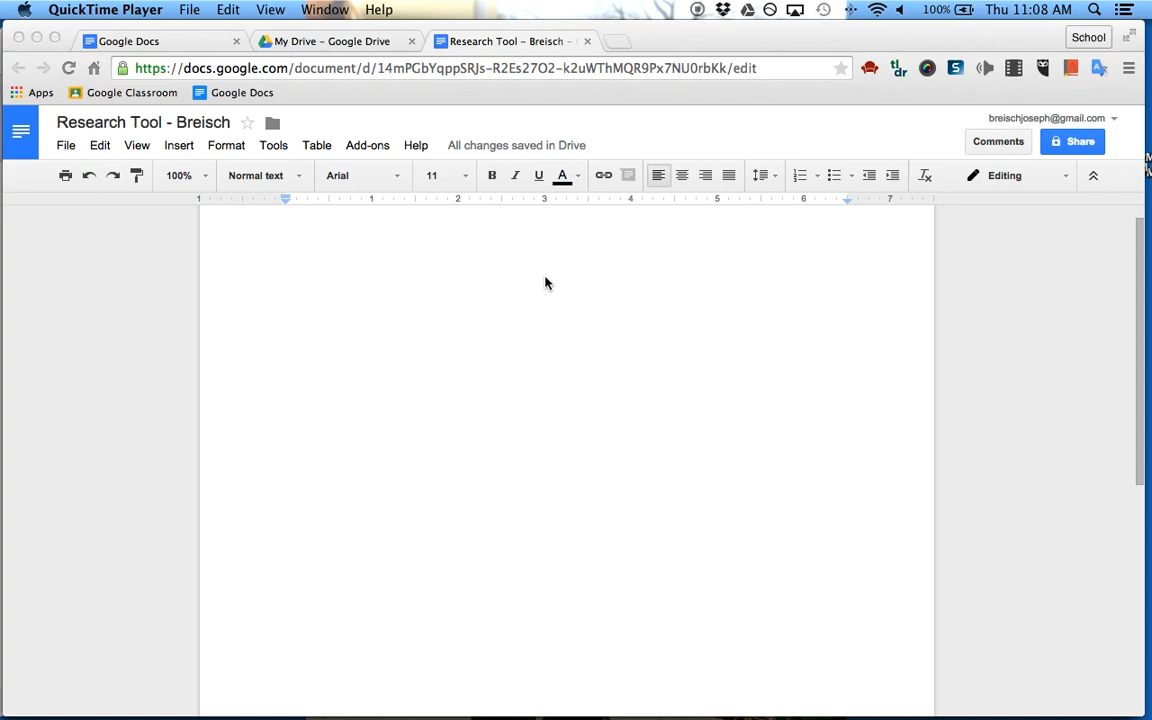 QuickTime Player File Edit View Window Help 100% Thu 11:08 AM
Google Docs My Drive – Google Drive Research Tool – Breisch – School
https://docs.google.com/document/d/14mPGbYqppSRJs-R2Es27O2-k2uWThMQR9Px7NU0rbKk/edit
tl;dr S
Apps Google Classroom Google Docs
Research Tool - Breisch breischjoseph@gmail.com
File Edit View Insert Format Tools Table Add-ons Help All changes saved in Drive Comments Share
100% Normal text Arial 11 B I U A Editing
1 1 2 3 4 5 6 7